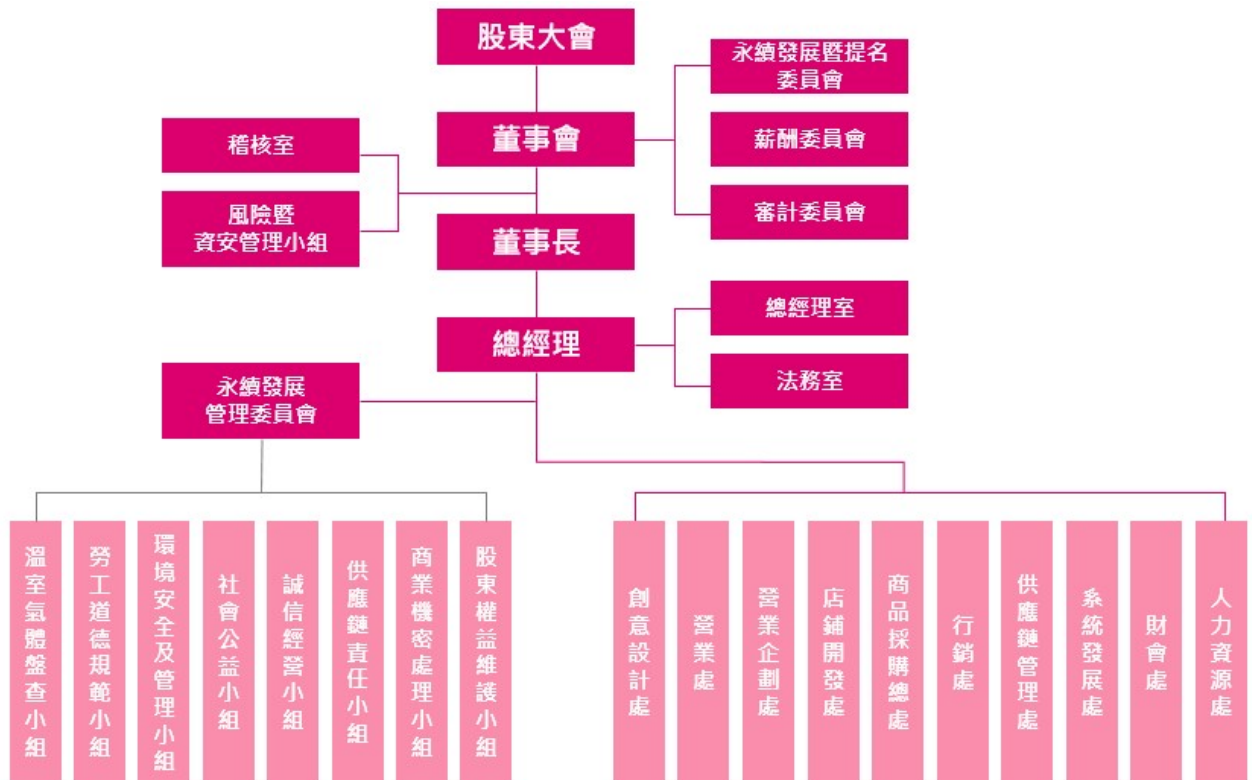 股東大會
永續發展暨提名
委員會
稽核室
董事會
薪酬委員會
風險暨
資安管理小組
審計委員會
董事長
總經理室
總經理
法務室
永續發展
管理委員會
溫室氣體盤查小組
勞工道德規範小組
環境安全及管理小組
社會公益小組
誠信經營小組
供應鏈責任小組
商業機密處理小組
股東權益維護小組
創意設計處
營業處
營業企劃處
店鋪開發處
商品採購總處
行銷處
供應鏈管理處
系統發展處
財會處
人力資源處